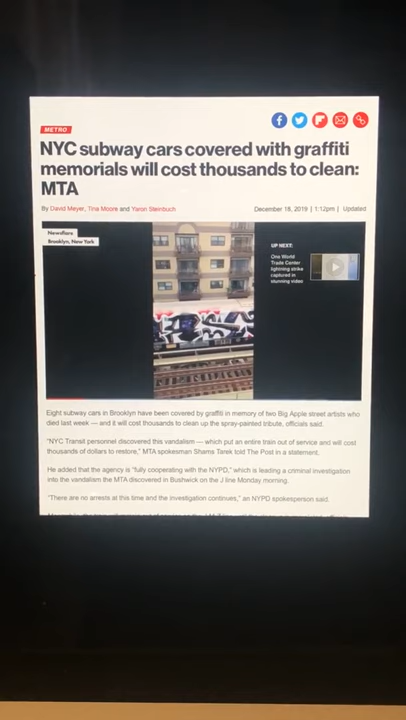 METRO
NYC subway cars covered with graffiti
memorials will cost thousands to clean:
MTA
By David Meyer, Tina Moore and Yaron Steinbuch
December 18, 2019 | 1:12pm | Updated
Newsflare
Brooklyn, New York
UP NEXT:
One World
Trade Center
lightning strike
captured in
stunning video
Eight subway cars in Brooklyn have been covered by graffiti in memory of two Big Apple street artists who
died last week — and it will cost thousands to clean up the spray-painted tribute, officials said.
"NYC Transit personnel discovered this vandalism — which put an entire train out of service and will cost
thousands of dollars to restore," MTA spokesman Shams Tarek told The Post in a statement.
He added that the agency is "fully cooperating with the NYPD," which is leading a criminal investigation
into the vandalism the MTA discovered in Bushwick on the J line Monday morning.
"There are no arrests at this time and the investigation continues," an NYPD spokesperson said.